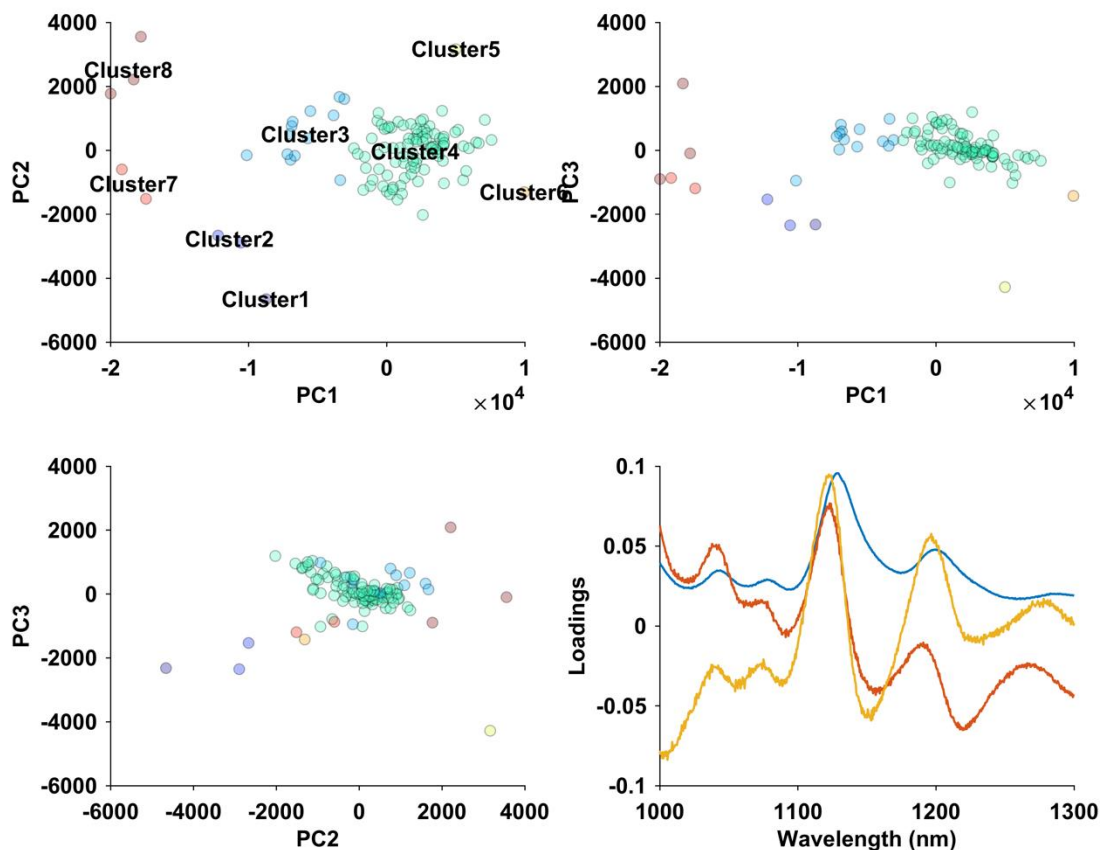 4000
2000
0
-2000
-4000
-6000
PC2
Cluster8
Cluster5
Cluster3
Cluster4
Cluster7
Cluster6
Cluster2
Cluster1
-2
-1
0
1
PC1
×10⁴
4000
2000
0
-2000
-4000
-6000
PC3
-2
-1
0
1
PC1
×10⁴
4000
2000
0
-2000
-4000
-6000
PC3
-6000
-4000
-2000
0
2000
4000
PC2
0.1
0.05
0
-0.05
-0.1
Loadings
1000
1100
1200
1300
Wavelength (nm)